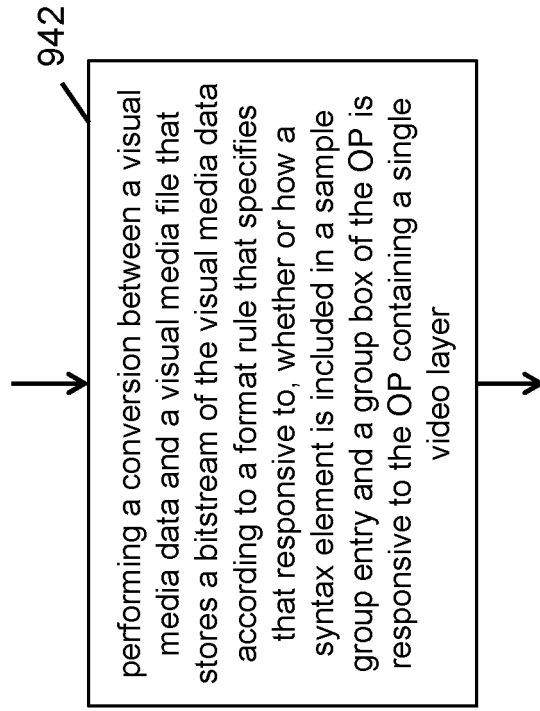 942
performing a conversion between a visual
media data and a visual media file that
stores a bitstream of the visual media data
according to a format rule that specifies
that responsive to, whether or how a
syntax element is included in a sample
group entry and a group box of the OP is
responsive to the OP containing a single
video layer